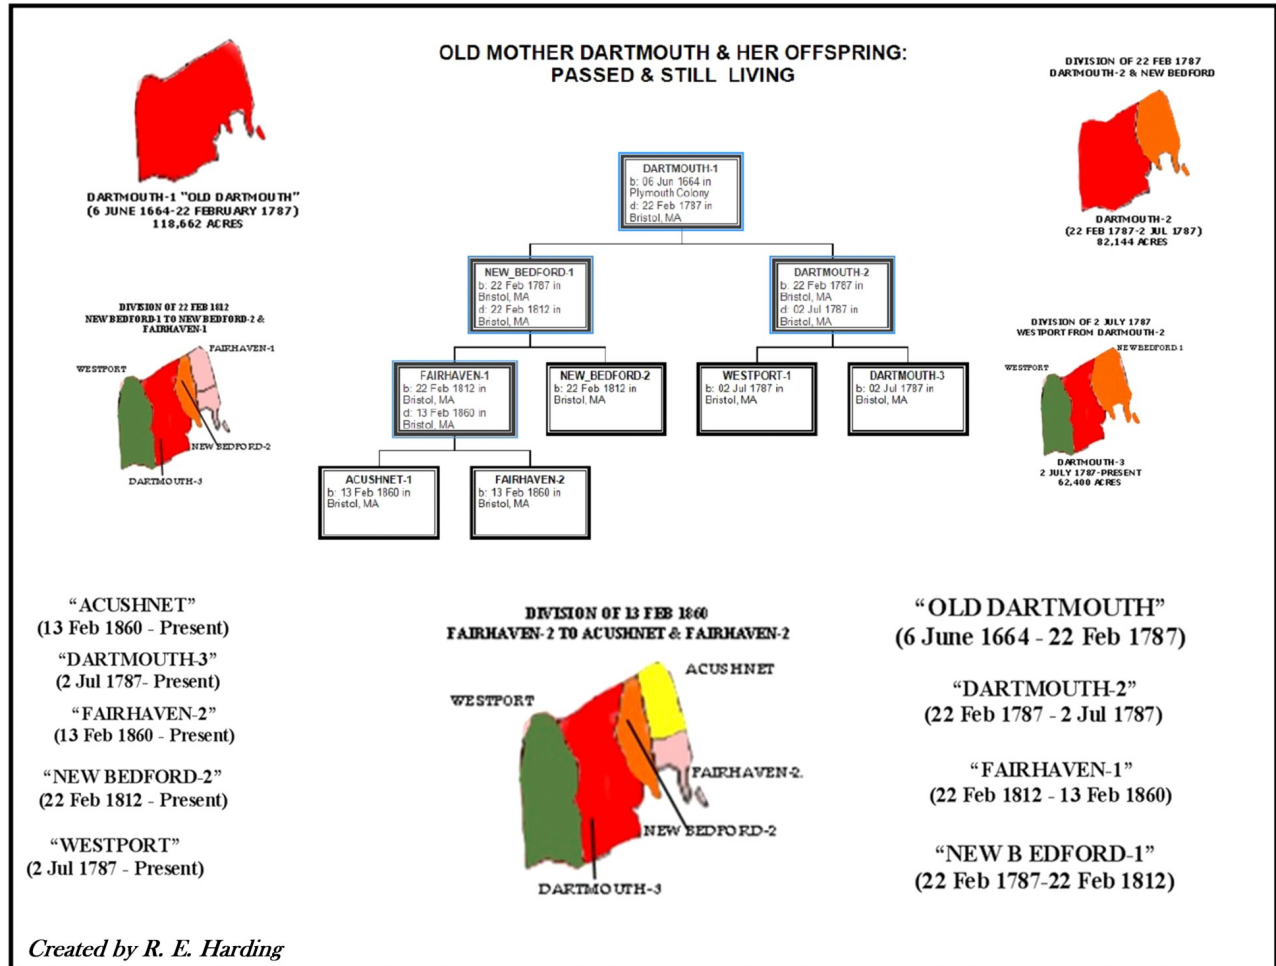 OLD MOTHER DARTMOUTH & HER OFFSPRING:
PASSED & STILL LIVING
DARTMOUTH-1 "OLD DARTMOUTH"
(6 JUNE 1664-22 FEBRUARY 1787)
118,662 ACRES
DIVISION OF 22 FEB 1787
DARTMOUTH-2 & NEW BEDFORD
DARTMOUTH-2
(22 FEB 1787-2 JUL 1787)
82,144 ACRES
DARTMOUTH-1
b: 06 Jun 1664 in
Plymouth Colony
d: 22 Feb 1787 in
Bristol, MA
NEW_BEDFORD-1
b: 22 Feb 1787 in
Bristol, MA
d: 22 Feb 1812 in
Bristol, MA
DARTMOUTH-2
b: 22 Feb 1787 in
Bristol, MA
d: 02 Jul 1787 in
Bristol, MA
FAIRHAVEN-1
b: 22 Feb 1812 in
Bristol, MA
d: 13 Feb 1860 in
Bristol, MA
NEW_BEDFORD-2
b: 22 Feb 1812 in
Bristol, MA
WESTPORT-1
b: 02 Jul 1787 in
Bristol, MA
DARTMOUTH-3
b: 02 Jul 1787 in
Bristol, MA
ACUSHNET-1
b: 13 Feb 1860 in
Bristol, MA
FAIRHAVEN-2
b: 13 Feb 1860 in
Bristol, MA
DIVISION OF 22 FEB 1812
NEW BEDFORD-1 TO NEW BEDFORD-2 &
FAIRHAVEN-1
FAIRHAVEN-1
WESTPORT
NEW BEDFORD-2
DARTMOUTH-3
DIVISION OF 2 JULY 1787
WESTPORT FROM DARTMOUTH-2
NEW BEDFORD-1
WESTPORT
DARTMOUTH-3
2 JULY 1787-PRESENT
62,400 ACRES
"ACUSHNET"
(13 Feb 1860 - Present)
"DARTMOUTH-3"
(2 Jul 1787- Present)
"FAIRHAVEN-2"
(13 Feb 1860 - Present)
"NEW BEDFORD-2"
(22 Feb 1812 - Present)
"WESTPORT"
(2 Jul 1787 - Present)
DIVISION OF 13 FEB 1860
FAIRHAVEN-2 TO ACUSHNET & FAIRHAVEN-2
ACUSHNET
WESTPORT
FAIRHAVEN-2.
NEW BEDFORD-2
DARTMOUTH-3
"OLD DARTMOUTH"
(6 June 1664 - 22 Feb 1787)
"DARTMOUTH-2"
(22 Feb 1787 - 2 Jul 1787)
"FAIRHAVEN-1"
(22 Feb 1812 - 13 Feb 1860)
"NEW B EDFORD-1"
(22 Feb 1787-22 Feb 1812)
Created by R. E. Harding